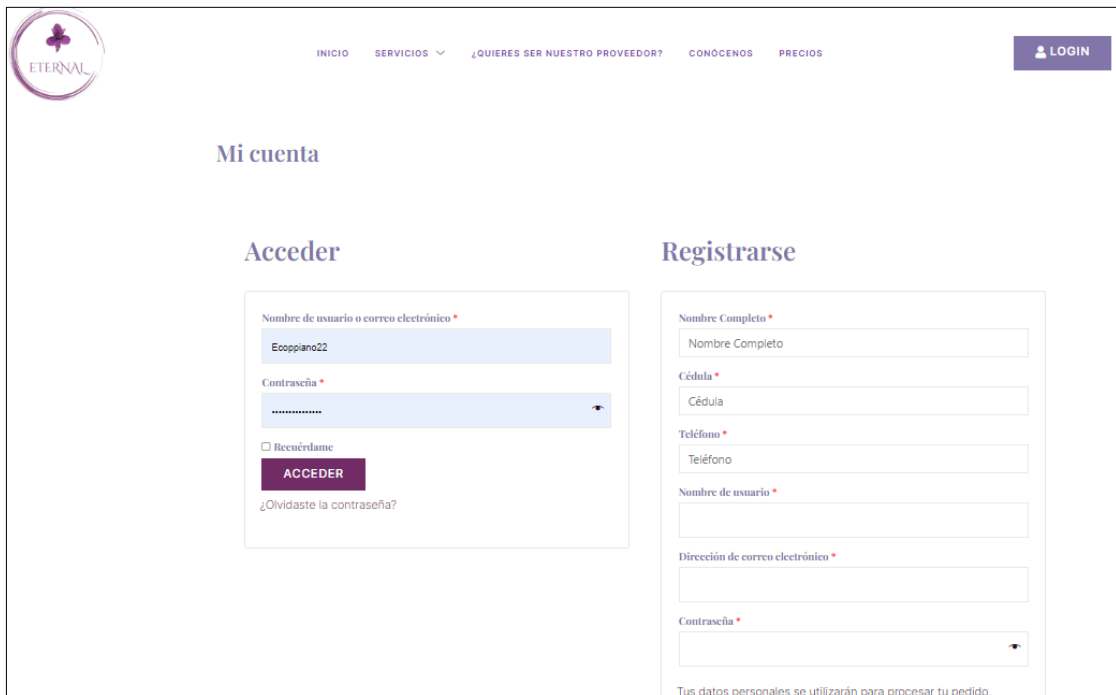 ETERNAL
INICIO SERVICIOS ¿QUIERES SER NUESTRO PROVEEDOR? CONÓCENOS PRECIOS
LOGIN
Mi cuenta
Acceder
Nombre de usuario o correo electrónico *
Ecoppiano22
Contraseña *
Recuérdame
ACCEDER
¿Olvidaste la contraseña?
Registrarse
Nombre Completo *
Nombre Completo
Cédula *
Cédula
Teléfono *
Teléfono
Nombre de usuario *
Dirección de correo electrónico *
Contraseña *
Tus datos personales se utilizarán para procesar tu pedido,